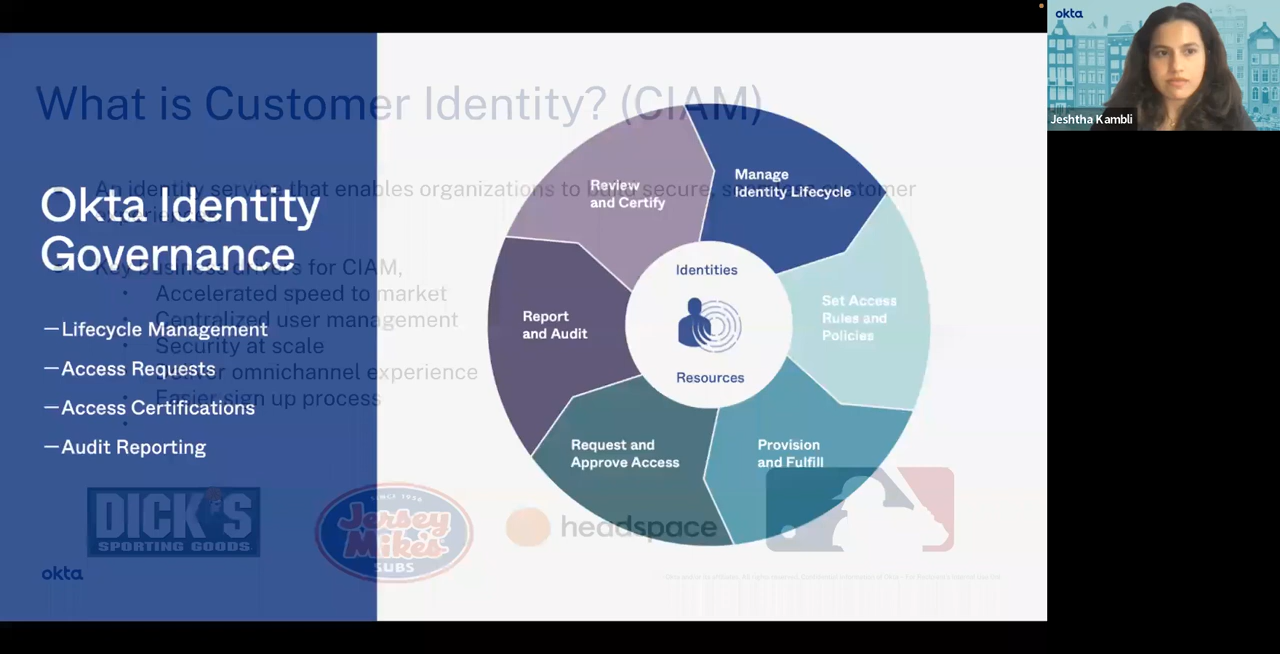 What is Customer Identity? (CIAM)
An identity service that enables organizations to build secure, customer
Okta Identity
Governance
Key business drivers for CIAM,
Accelerated speed to market
Centralized user management
Security at scale
omnichannel experience
Easier sign up process
—Lifecycle Management
—Access Requests
—Access Certifications
—Audit Reporting
Review
and Certify
Manage
Identity Lifecycle
Set Access
Rules and
Policies
Provision
and Fulfill
Request and
Approve Access
Report
and Audit
Identities
Resources
DICK'S
SPORTING GOODS
SINCE 1956
Jersey
Mike's
SUBS
headspace
okta
okta
Jeshtha Kambli